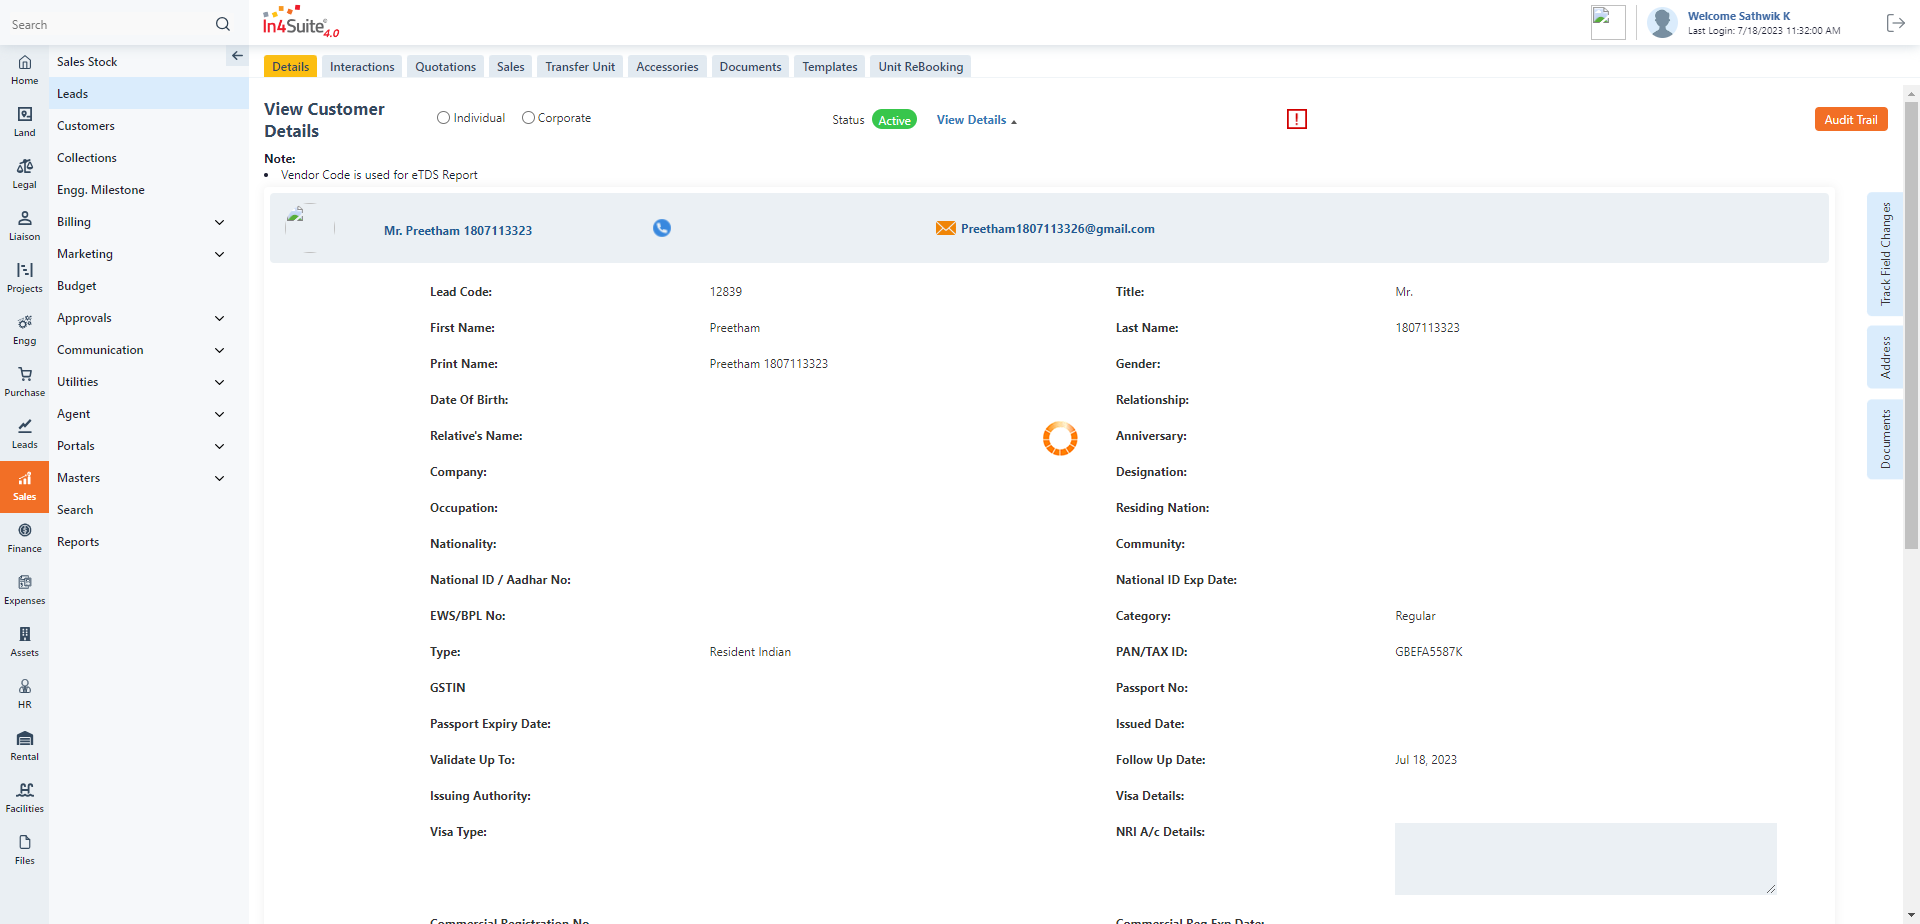 Search
In4Suite® 4.0
Welcome Sathwik K
Last Login: 7/18/2023 11:32:00 AM
Home
Land
Legal
Liaison
Projects
Engg
Purchase
Leads
Sales
Finance
Expenses
Assets
HR
Rental
Facilities
Files
Sales Stock
Leads
Customers
Collections
Engg. Milestone
Billing
Marketing
Budget
Approvals
Communication
Utilities
Agent
Portals
Masters
Search
Reports
Details Interactions Quotations Sales Transfer Unit Accessories Documents Templates Unit ReBooking
View Customer
Details
Individual Corporate
Status Active View Details
!
Audit Trail
Note:
• Vendor Code is used for eTDS Report
Mr. Preetham 1807113323 Preetham1807113326@gmail.com
Lead Code: 12839 Title: Mr.
First Name: Preetham Last Name: 1807113323
Print Name: Preetham 1807113323 Gender:
Date Of Birth: Relationship:
Relative's Name: Anniversary:
Company: Designation:
Occupation: Residing Nation:
Nationality: Community:
National ID / Aadhar No: National ID Exp Date:
EWS/BPL No: Category: Regular
Type: Resident Indian PAN/TAX ID: GBEFA5587K
GSTIN Passport No:
Passport Expiry Date: Issued Date:
Validate Up To: Follow Up Date: Jul 18, 2023
Issuing Authority: Visa Details:
Visa Type: NRI A/c Details:
Commercial Registration No Commercial Reg Exp Date:
Track Field Changes
Address
Documents